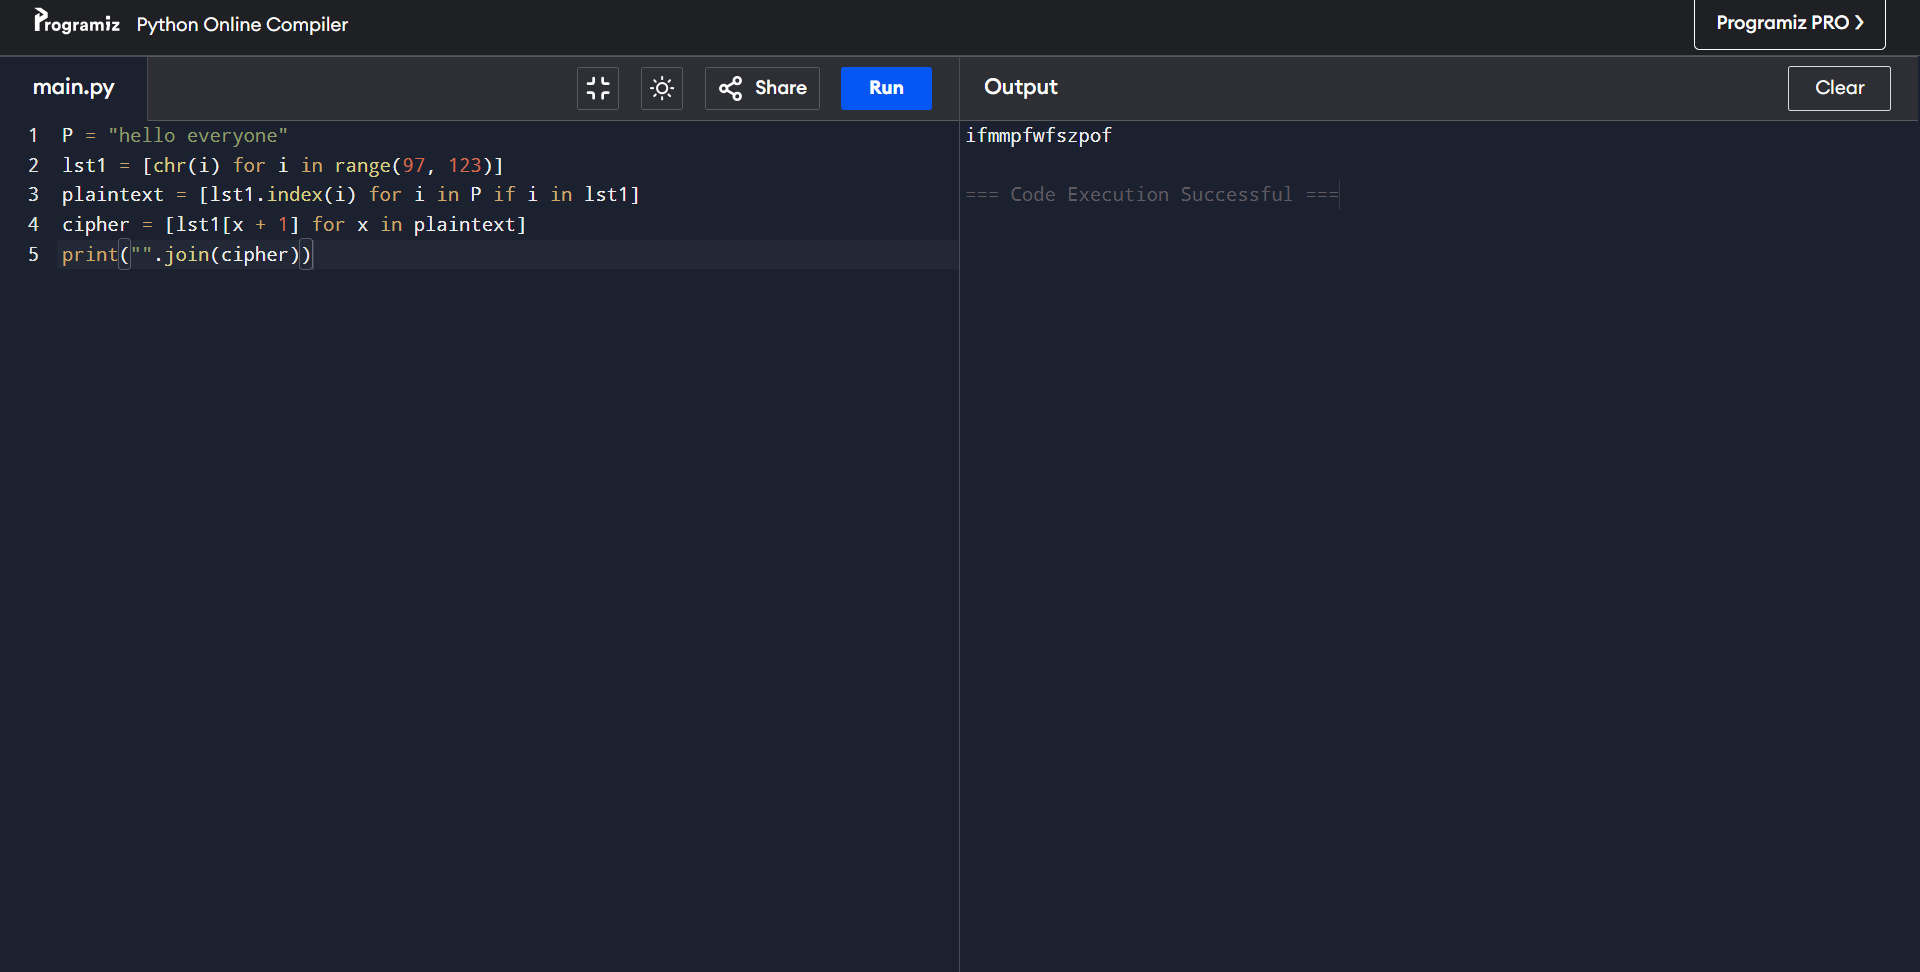 Programiz Python Online Compiler
Programiz PRO ❯
main.py
Share
Run
Output
Clear
1 P = "hello everyone"
2 lst1 = [chr(i) for i in range(97, 123)]
3 plaintext = [lst1.index(i) for i in P if i in lst1]
4 cipher = [lst1[x + 1] for x in plaintext]
5 print("".join(cipher))
ifmmpfwfszpof
=== Code Execution Successful ===